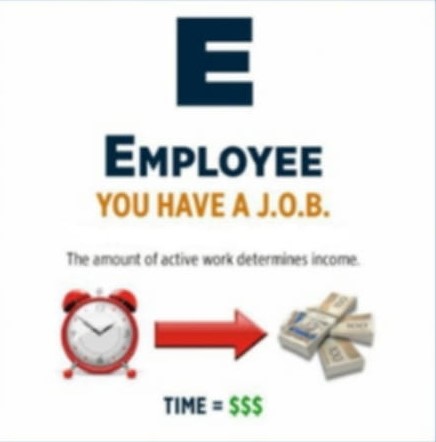 E
EMPLOYEE
YOU HAVE A J.O.B.
The amount of active work determines income.
TIME = $$$